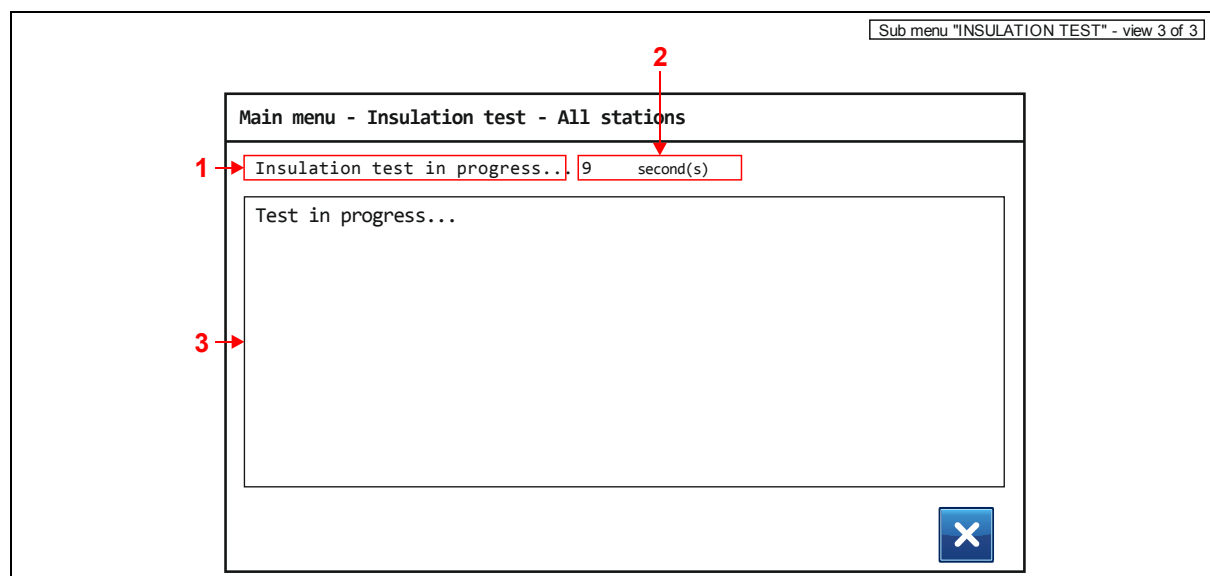 Sub menu "INSULATION TEST" - view 3 of 3
2
Main menu - Insulation test - All stations
1
Insulation test in progress... 9 second(s)
Test in progress...
3